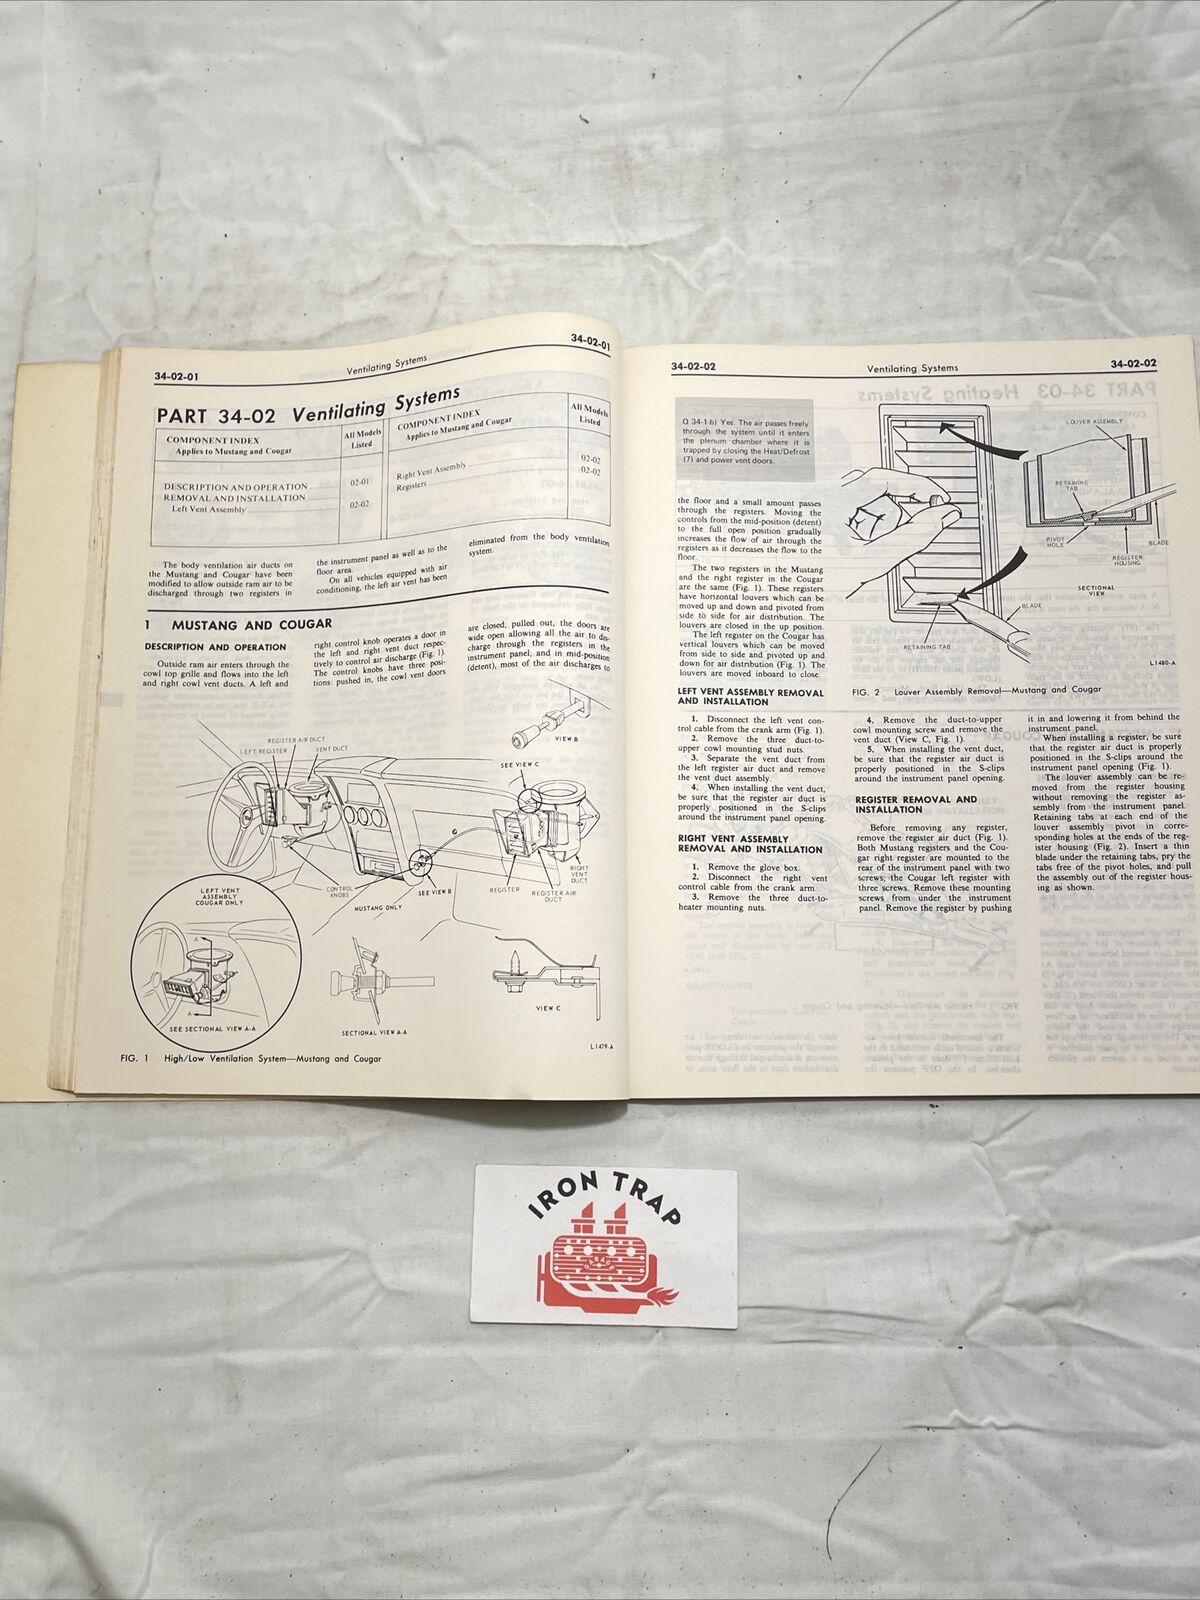 34-02-01
Ventilating Systems
34-02-01
PART 34-02 Ventilating Systems
COMPONENT INDEX
Applies to Mustang and Cougar
All Models
Listed
DESCRIPTION AND OPERATION
02-01
REMOVAL AND INSTALLATION
Left Vent Assembly
02-02
COMPONENT INDEX
Applies to Mustang and Cougar
All Models
Listed
Right Vent Assembly
02-02
Registers
02-02
The body ventilation air ducts on
the Mustang and Cougar have been
modified to allow outside ram air to be
discharged through two registers in
the instrument panel as well as to the
floor area.
On all vehicles equipped with air
conditioning, the left air vent has been
eliminated from the body ventilation
system.
1 MUSTANG AND COUGAR
DESCRIPTION AND OPERATION
Outside ram air enters through the
cowl top grille and flows into the left
and right cowl vent ducts. A left and
right control knob operates a door in
the left and right vent duct respec-
tively to control air discharge (Fig. 1).
The control knobs have three posi-
tions: pushed in, the cowl vent doors
are closed; pulled out, the doors are
wide open allowing all the air to dis-
charge through the registers in the
instrument panel, and in mid-position
(detent), most of the air discharges to
REGISTER AIR DUCT
LEFT REGISTER
VENT DUCT
VIEW B
SEE VIEW C
CONTROL
KNOBS
SEE VIEW B
MUSTANG ONLY
REGISTER
REGISTER AIR
DUCT
RIGHT
VENT
DUCT
LEFT VENT
ASSEMBLY
COUGAR ONLY
A
A
SEE SECTIONAL VIEW A-A
SECTIONAL VIEW A-A
VIEW C
L1479-A
FIG. 1 High/Low Ventilation System—Mustang and Cougar
34-02-02
Ventilating Systems
34-02-02
Q 34-1.b) Yes. The air passes freely
through the system until it enters
the plenum chamber where it is
trapped by closing the Heat/Defrost
(7) and power vent doors.
the floor and a small amount passes
through the registers. Moving the
controls from the mid-position (detent)
to the full open position gradually
increases the flow of air through the
registers as it decreases the flow to the
floor.
The two registers in the Mustang
and the right register in the Cougar
are the same (Fig. 1). These registers
have horizontal louvers which can be
moved up and down and pivoted from
side to side for air distribution. The
louvers are closed in the up position.
The left register on the Cougar has
vertical louvers which can be moved
from side to side and pivoted up and
down for air distribution (Fig. 1). The
louvers are moved inboard to close.
LOUVER ASSEMBLY
RETAINING
TAB
PIVOT
HOLE
BLADE
REGISTER
HOUSING
SECTIONAL
VIEW
BLADE
RETAINING TAB
L1480-A
FIG. 2 Louver Assembly Removal—Mustang and Cougar
LEFT VENT ASSEMBLY REMOVAL
AND INSTALLATION
1. Disconnect the left vent con-
trol cable from the crank arm (Fig. 1).
2. Remove the three duct-to-
upper cowl mounting stud nuts.
3. Separate the vent duct from
the left register air duct and remove
the vent duct assembly.
4. When installing the vent duct,
be sure that the register air duct is
properly positioned in the S-clips
around the instrument panel opening.
RIGHT VENT ASSEMBLY
REMOVAL AND INSTALLATION
1. Remove the glove box.
2. Disconnect the right vent
control cable from the crank arm.
3. Remove the three duct-to-
heater mounting nuts.
4. Remove the duct-to-upper
cowl mounting screw and remove the
vent duct (View C, Fig. 1).
5. When installing the vent duct,
be sure the register air duct is
properly positioned in the S-clips
around the instrument panel opening.
REGISTER REMOVAL AND
INSTALLATION
Before removing any register,
remove the register air duct (Fig. 1).
Both Mustang registers and the Cou-
gar right register are mounted to the
rear of the instrument panel with two
screws; the Cougar left register with
three screws. Remove these mounting
screws from under the instrument
panel. Remove the register by pushing
it in and lowering it from behind the
instrument panel.
When installing a register, be sure
that the register air duct is properly
positioned in the S-clips around the
instrument panel opening (Fig. 1).
The louver assembly can be re-
moved from the register housing
without removing the register as-
sembly from the instrument panel.
Retaining tabs at each end of the
louver assembly pivot in corre-
sponding holes at the ends of the reg-
ister housing (Fig. 2). Insert a thin
blade under the retaining tabs, pry the
tabs free of the pivot holes, and pull
the assembly out of the register hous-
ing as shown.
IRON TRAP
GARAGE